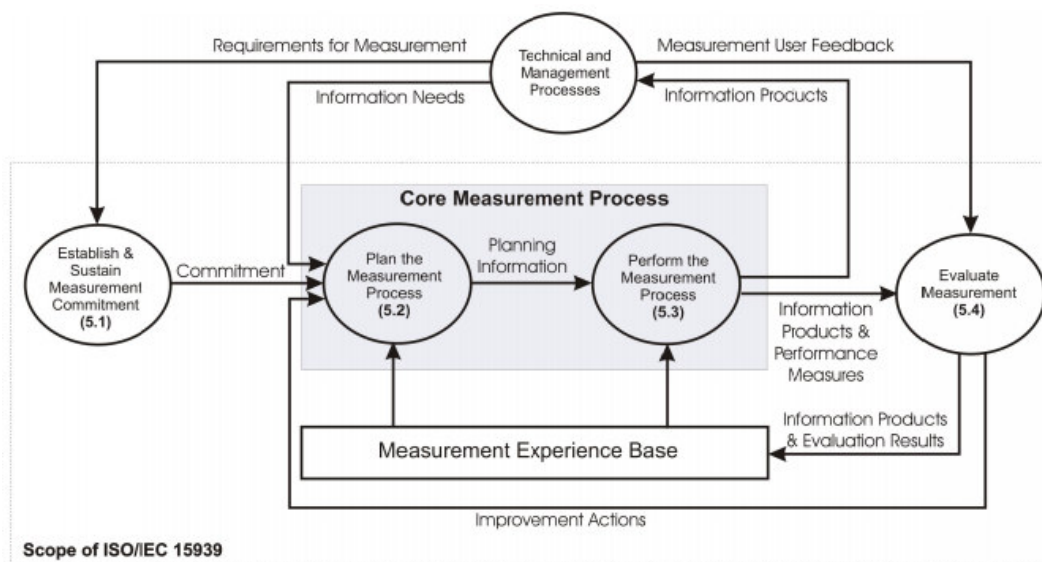 Requirements for Measurement
Technical and
Management
Processes
Measurement User Feedback
Information Needs
Information Products
Core Measurement Process
Establish &
Sustain
Measurement
Commitment
(5.1)
Commitment
Plan the
Measurement
Process
(5.2)
Planning
Information
Perform the
Measurement
Process
(5.3)
Information
Products &
Performance
Measures
Evaluate
Measurement
(5.4)
Information Products
& Evaluation Results
Measurement Experience Base
Improvement Actions
Scope of ISO/IEC 15939